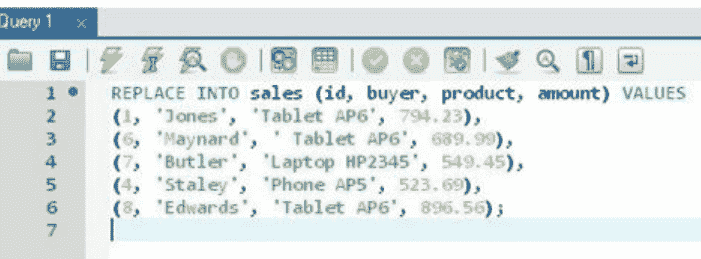 Query 1 ×
1 REPLACE INTO sales (id, buyer, product, amount) VALUES
2 (1, 'Jones', 'Tablet AP6', 794.23),
3 (6, 'Maynard', ' Tablet AP6', 689.99),
4 (7, 'Butler', 'Laptop HP2345', 549.45),
5 (4, 'Staley', 'Phone AP5', 523.69),
6 (8, 'Edwards', 'Tablet AP6', 896.56);
7